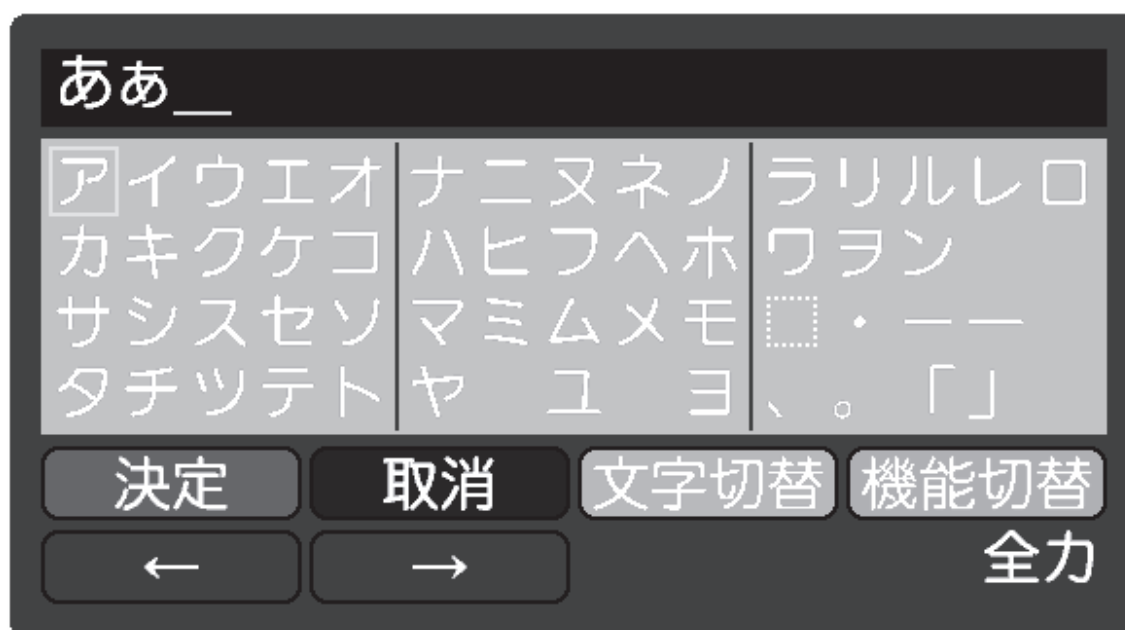 ああ__
アイウエオ ナニヌネノ ラリルレロ
カキクケコ ハヒフヘホ ワヲン
サシスセソ マミムメモ ・ー―
タチツテト ヤユヨ 、。「」
決定 取消 文字切替 機能切替
← → 全カ